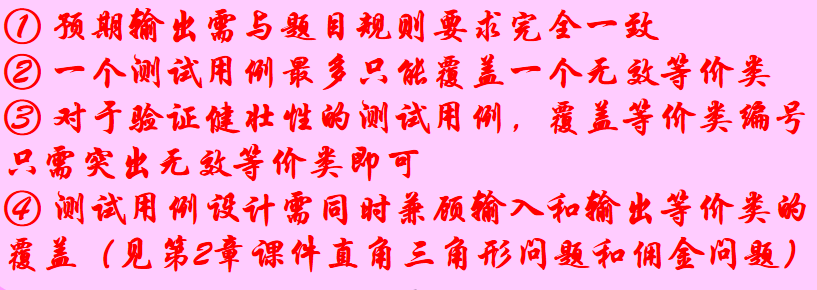 ① 预期输出需与题目规则要求完全一致
② 一个测试用例最多只能覆盖一个无效等价类
③ 对于验证健壮性的测试用例，覆盖等价类编号
只需突出无效等价类即可
④ 测试用例设计需同时兼顾输入和输出等价类的
覆盖（见第2章课件直角三角形问题和佣金问题）